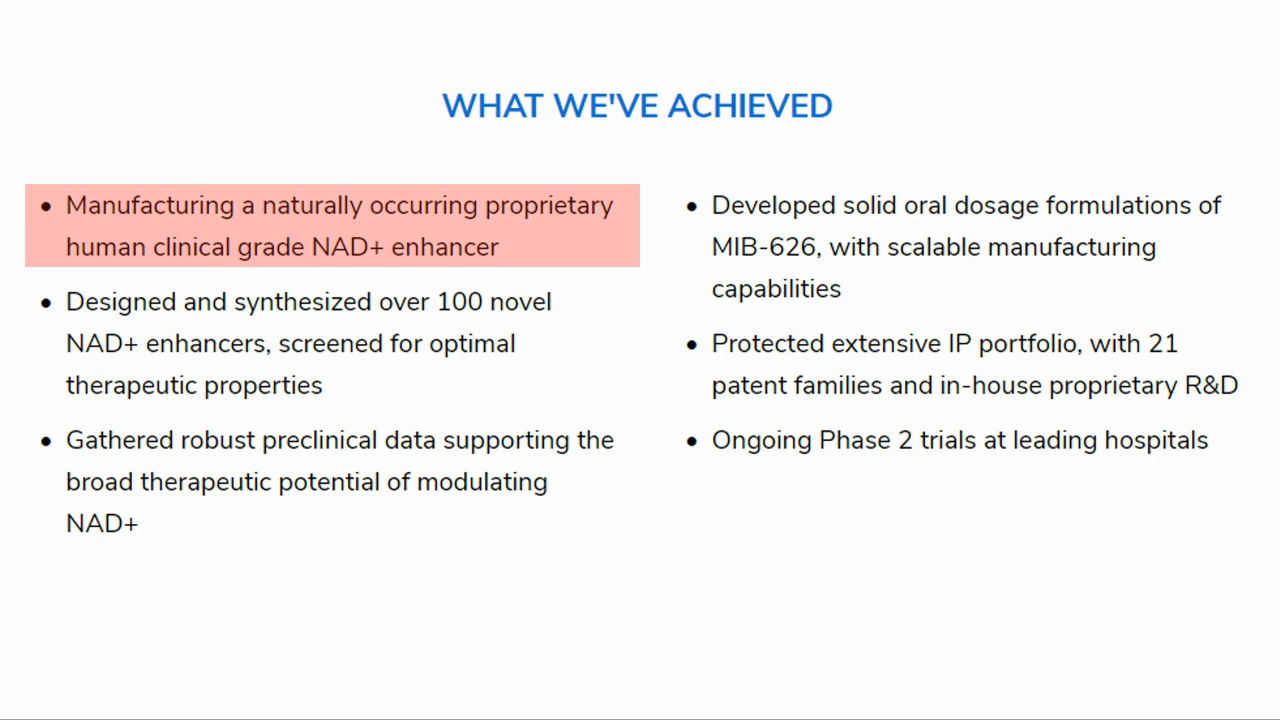 WHAT WE'VE ACHIEVED
• Manufacturing a naturally occurring proprietary
human clinical grade NAD+ enhancer
• Designed and synthesized over 100 novel
NAD+ enhancers, screened for optimal
therapeutic properties
• Gathered robust preclinical data supporting the
broad therapeutic potential of modulating
NAD+
• Developed solid oral dosage formulations of
MIB-626, with scalable manufacturing
capabilities
• Protected extensive IP portfolio, with 21
patent families and in-house proprietary R&D
• Ongoing Phase 2 trials at leading hospitals